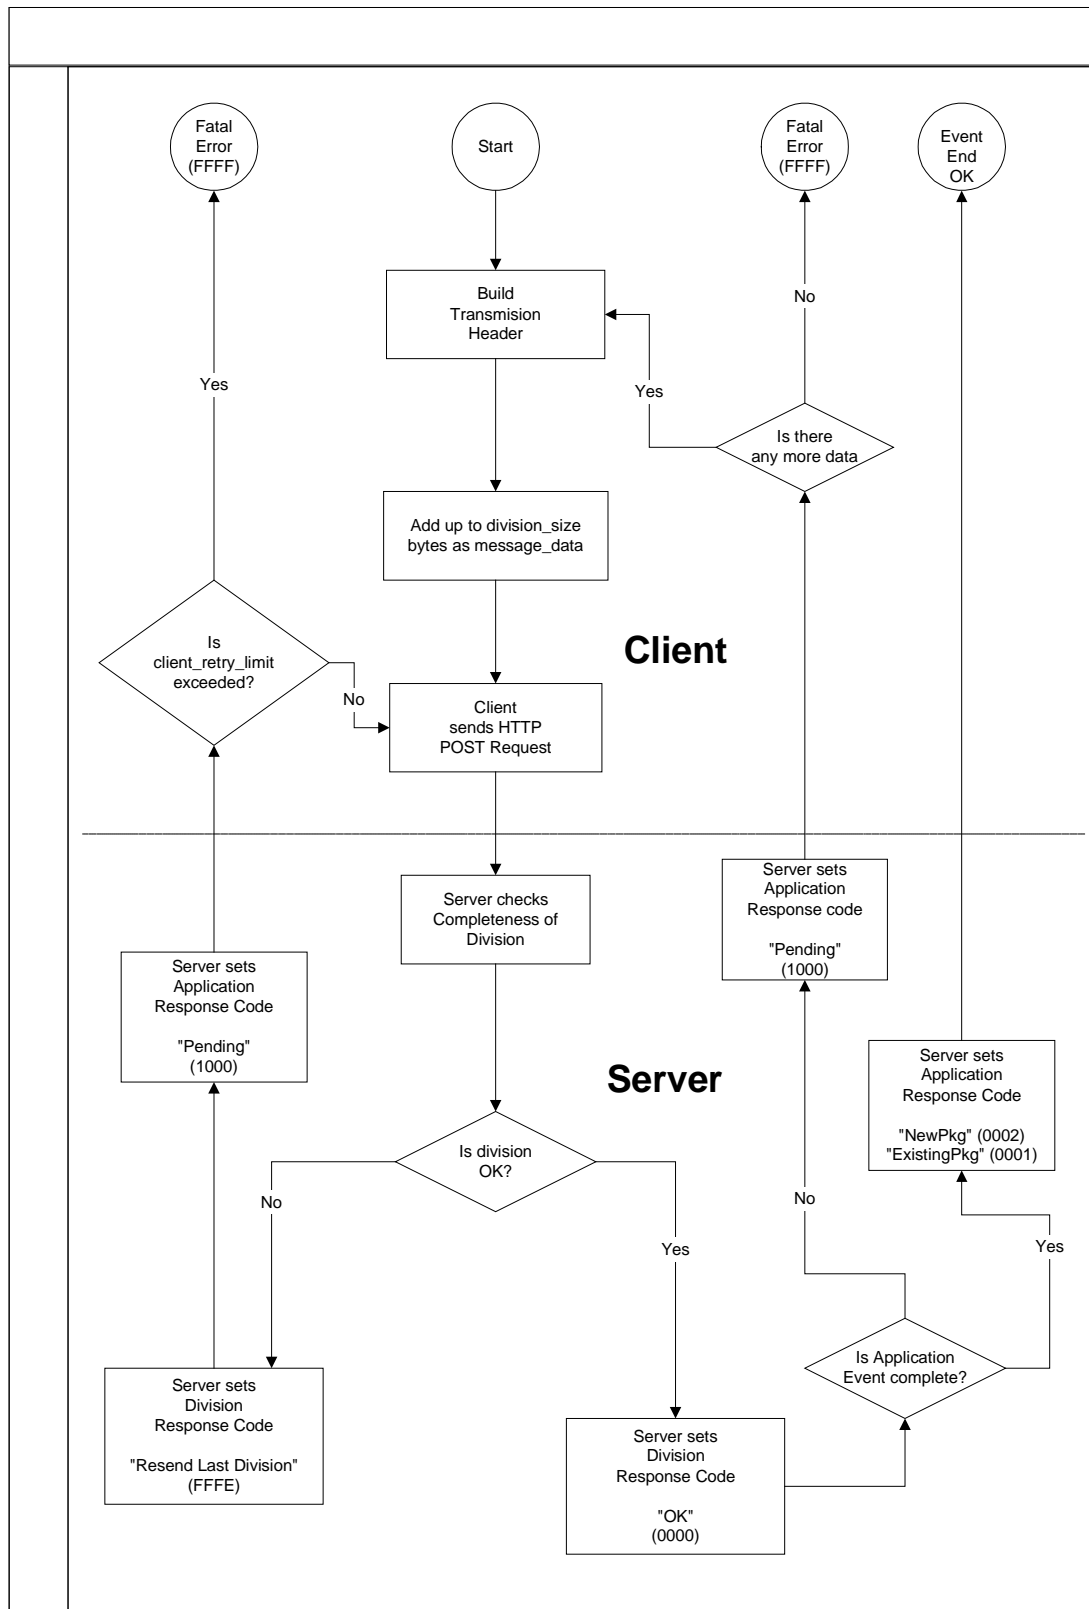 Fatal
Error
(FFFF)
Start
Fatal
Error
(FFFF)
Event
End
OK
Build
Transmision
Header
No
Yes
Yes
Is there
any more data
Add up to division_size
bytes as message_data
Client
Is
client_retry_limit
exceeded?
No
Client
sends HTTP
POST Request
Server checks
Completeness of
Division
Server sets
Application
Response code
"Pending"
(1000)
Server sets
Application
Response Code
"Pending"
(1000)
Server
Server sets
Application
Response Code
"NewPkg" (0002)
"ExistingPkg" (0001)
Is division
OK?
No
Yes
No
Yes
Is Application
Event complete?
Server sets
Division
Response Code
"Resend Last Division"
(FFFE)
Server sets
Division
Response Code
"OK"
(0000)